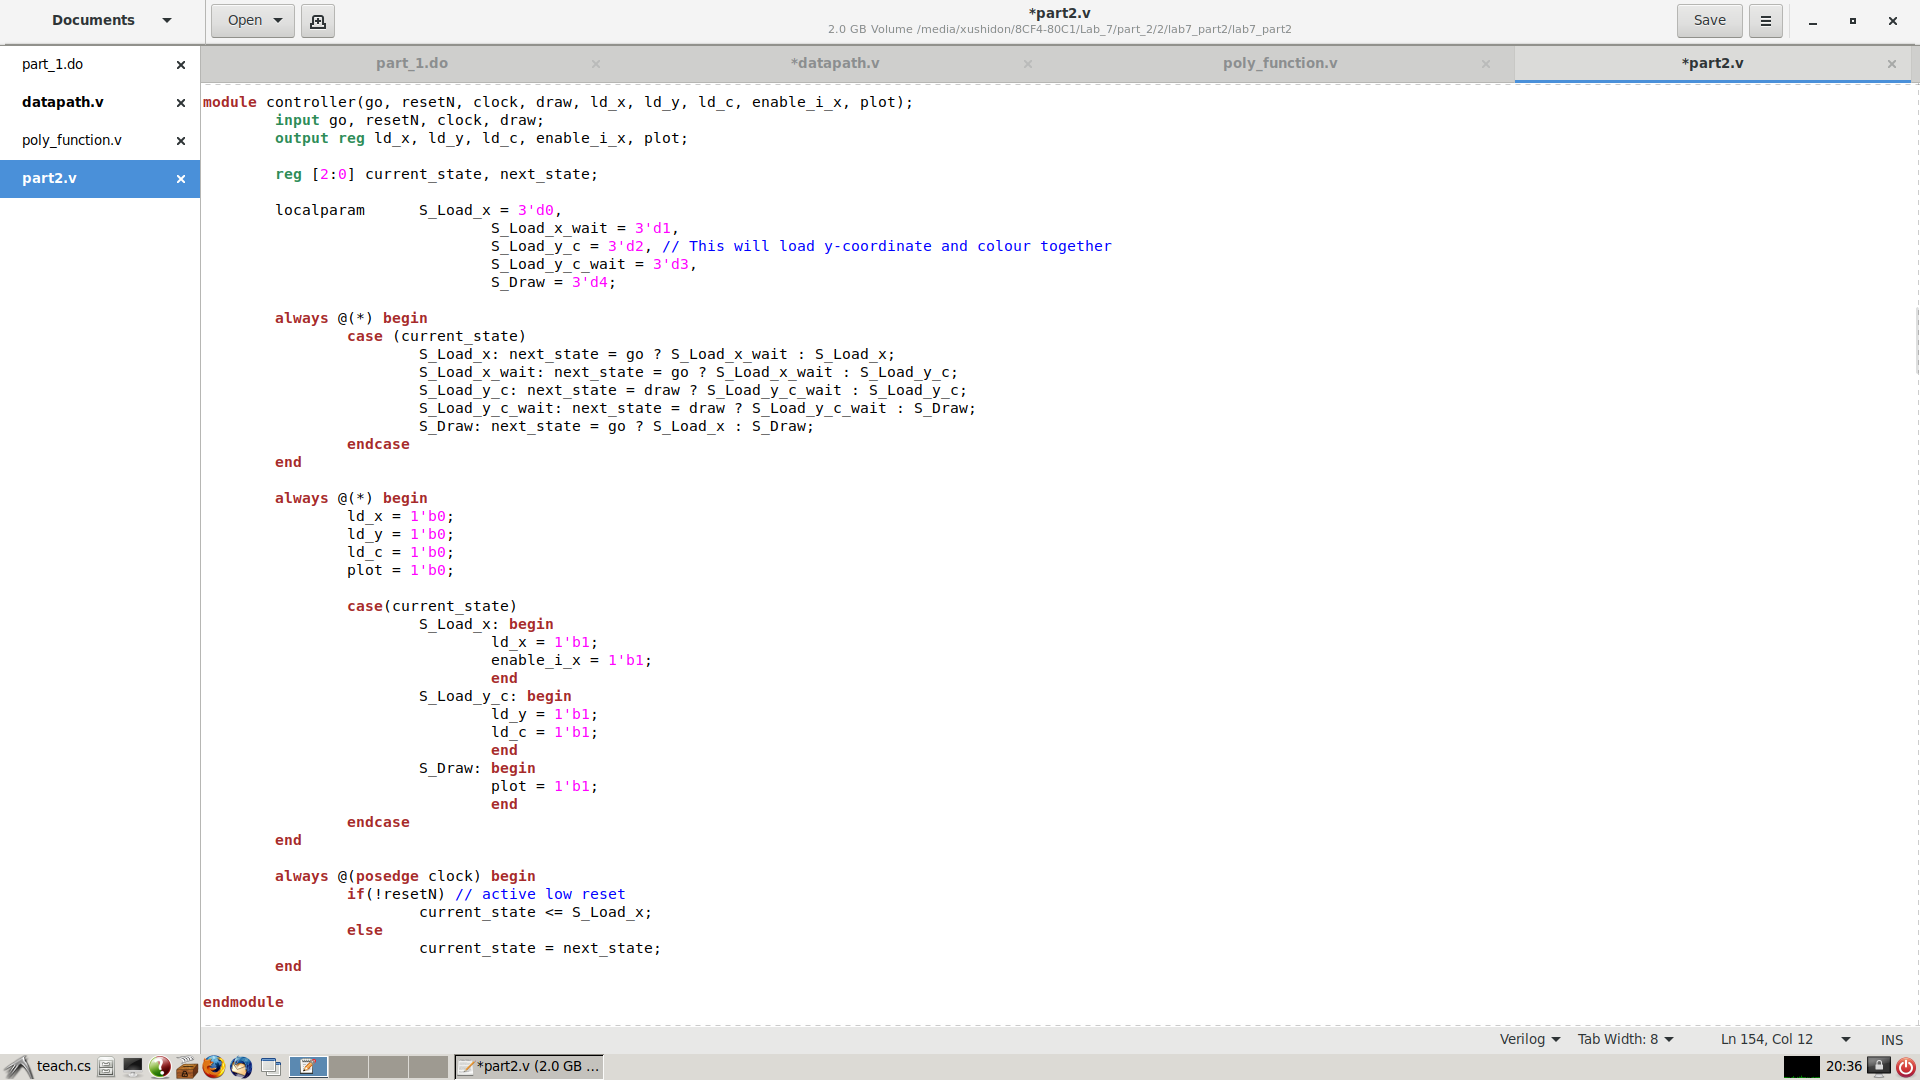 Documents
Open
*part2.v
2.0 GB Volume /media/xushidon/8CF4-80C1/Lab_7/part_2/2/lab7_part2/lab7_part2
Save
part_1.do
datapath.v
poly_function.v
part2.v
part_1.do
*datapath.v
poly_function.v
*part2.v
module controller(go, resetN, clock, draw, ld_x, ld_y, ld_c, enable_i_x, plot);
input go, resetN, clock, draw;
output reg ld_x, ld_y, ld_c, enable_i_x, plot;
reg [2:0] current_state, next_state;
localparam S_Load_x = 3'd0,
S_Load_x_wait = 3'd1,
S_Load_y_c = 3'd2, // This will load y-coordinate and colour together
S_Load_y_c_wait = 3'd3,
S_Draw = 3'd4;
always @(*) begin
case (current_state)
S_Load_x: next_state = go ? S_Load_x_wait : S_Load_x;
S_Load_x_wait: next_state = go ? S_Load_x_wait : S_Load_y_c;
S_Load_y_c: next_state = draw ? S_Load_y_c_wait : S_Load_y_c;
S_Load_y_c_wait: next_state = draw ? S_Load_y_c_wait : S_Draw;
S_Draw: next_state = go ? S_Load_x : S_Draw;
endcase
end
always @(*) begin
ld_x = 1'b0;
ld_y = 1'b0;
ld_c = 1'b0;
plot = 1'b0;
case(current_state)
S_Load_x: begin
ld_x = 1'b1;
enable_i_x = 1'b1;
end
S_Load_y_c: begin
ld_y = 1'b1;
ld_c = 1'b1;
end
S_Draw: begin
plot = 1'b1;
end
endcase
end
always @(posedge clock) begin
if(!resetN) // active low reset
current_state <= S_Load_x;
else
current_state = next_state;
end
endmodule
Verilog
Tab Width: 8
Ln 154, Col 12
INS
teach.cs
*part2.v (2.0 GB ...
20:36